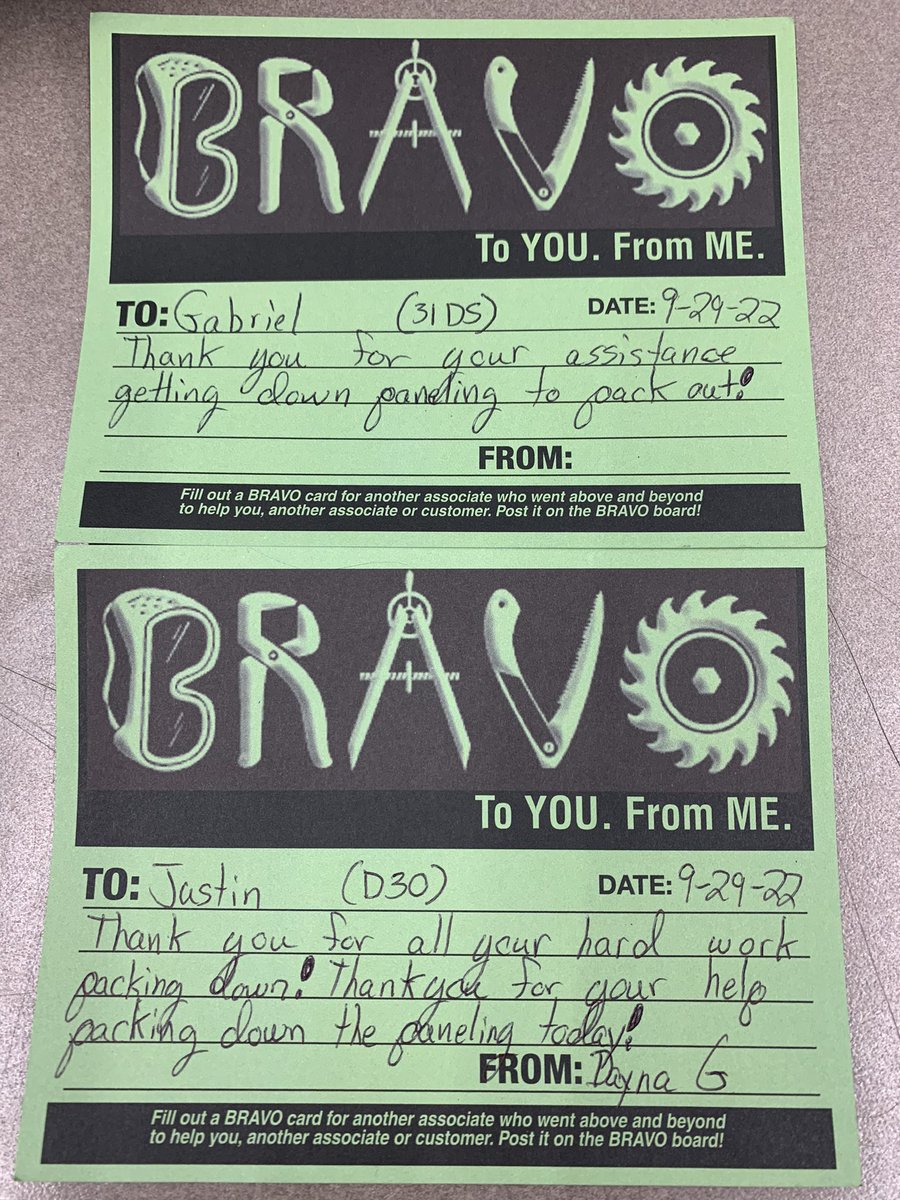 BRAVO
To YOU. From ME.
TO: Gabriel (31DS) DATE: 9-29-22
Thank you for your assistance
getting down paneling to pack out!
FROM:
Fill out a BRAVO card for another associate who went above and beyond
to help you, another associate or customer. Post it on the BRAVO board!
BRAVO
To YOU. From ME.
TO: Justin (D30) DATE: 9-29-22
Thank you for all your hard work
packing down! Thankyou for your help
packing down the paneling today!
FROM: Dayna G
Fill out a BRAVO card for another associate who went above and beyond
to help you, another associate or customer. Post it on the BRAVO board!